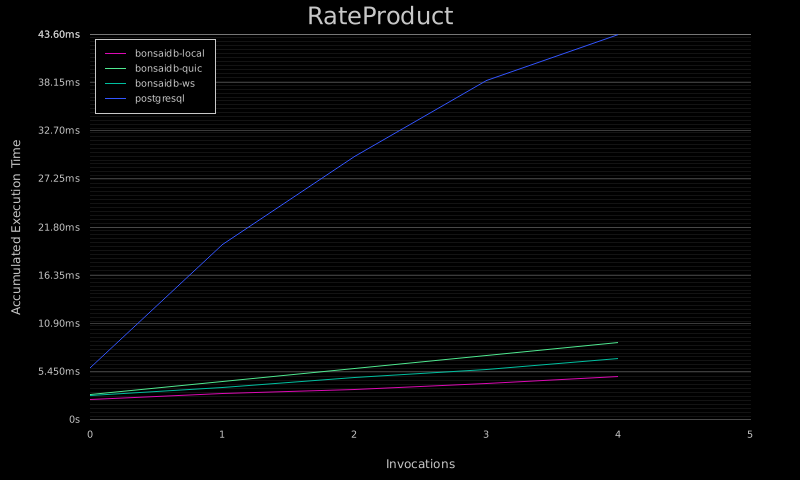 RateProduct
43.60ms
bonsaidb-local
bonsaidb-quic
bonsaidb-ws
postgresql
38.15ms
32.70ms
27.25ms
21.80ms
16.35ms
10.90ms
5.450ms
0s
Accumulated Execution Time
0 1 2 3 4 5
Invocations